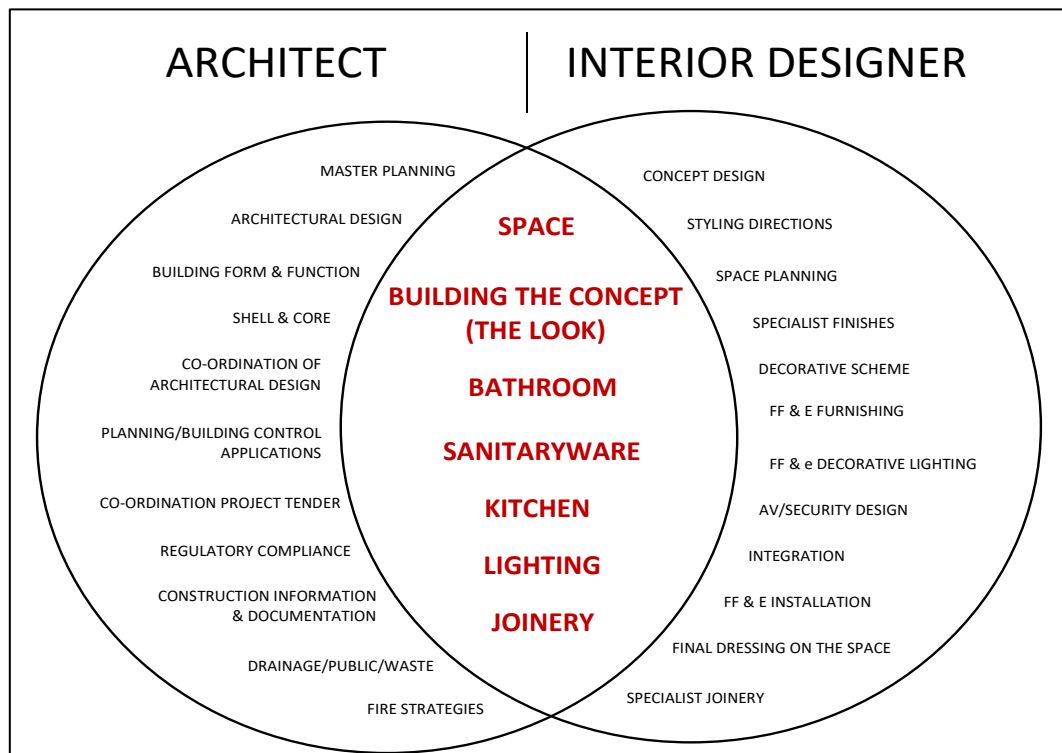 ARCHITECT
INTERIOR DESIGNER
MASTER PLANNING
ARCHITECTURAL DESIGN
BUILDING FORM & FUNCTION
SHELL & CORE
CO-ORDINATION OF
ARCHITECTURAL DESIGN
PLANNING/BUILDING CONTROL
APPLICATIONS
CO-ORDINATION PROJECT TENDER
REGULATORY COMPLIANCE
CONSTRUCTION INFORMATION
& DOCUMENTATION
DRAINAGE/PUBLIC/WASTE
FIRE STRATEGIES
SPACE
BUILDING THE CONCEPT
(THE LOOK)
BATHROOM
SANITARYWARE
KITCHEN
LIGHTING
JOINERY
CONCEPT DESIGN
STYLING DIRECTIONS
SPACE PLANNING
SPECIALIST FINISHES
DECORATIVE SCHEME
FF & E FURNISHING
FF & e DECORATIVE LIGHTING
AV/SECURITY DESIGN
INTEGRATION
FF & E INSTALLATION
FINAL DRESSING ON THE SPACE
SPECIALIST JOINERY